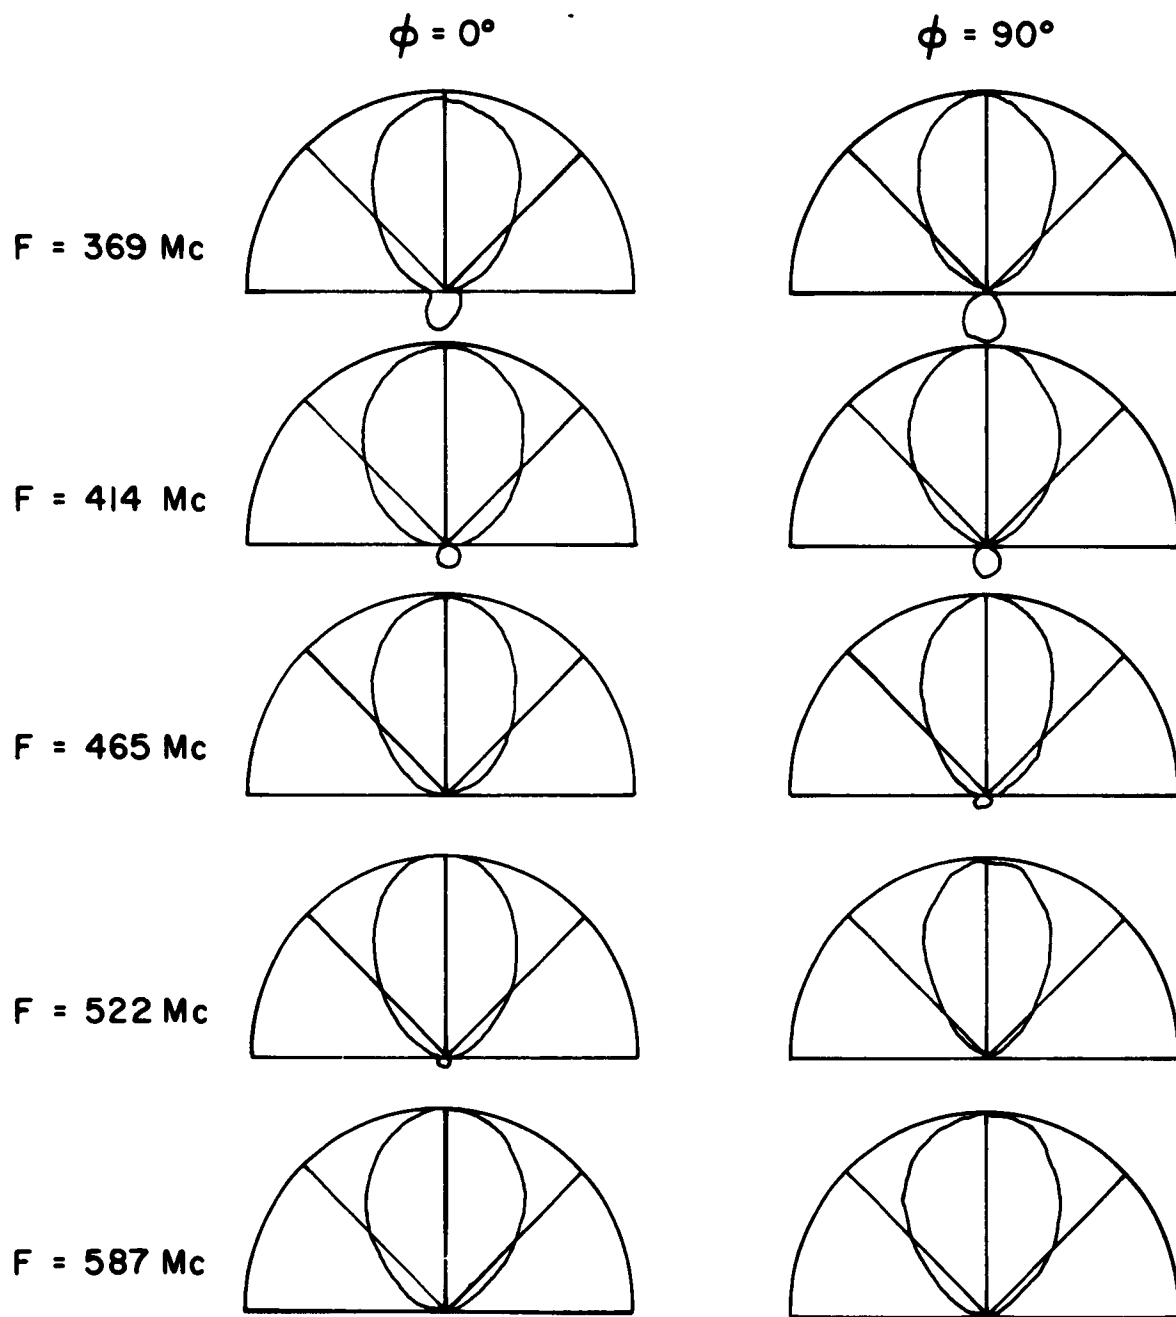 ϕ = 0° ϕ = 90°
F = 369 Mc
F = 414 Mc
F = 465 Mc
F = 522 Mc
F = 587 Mc